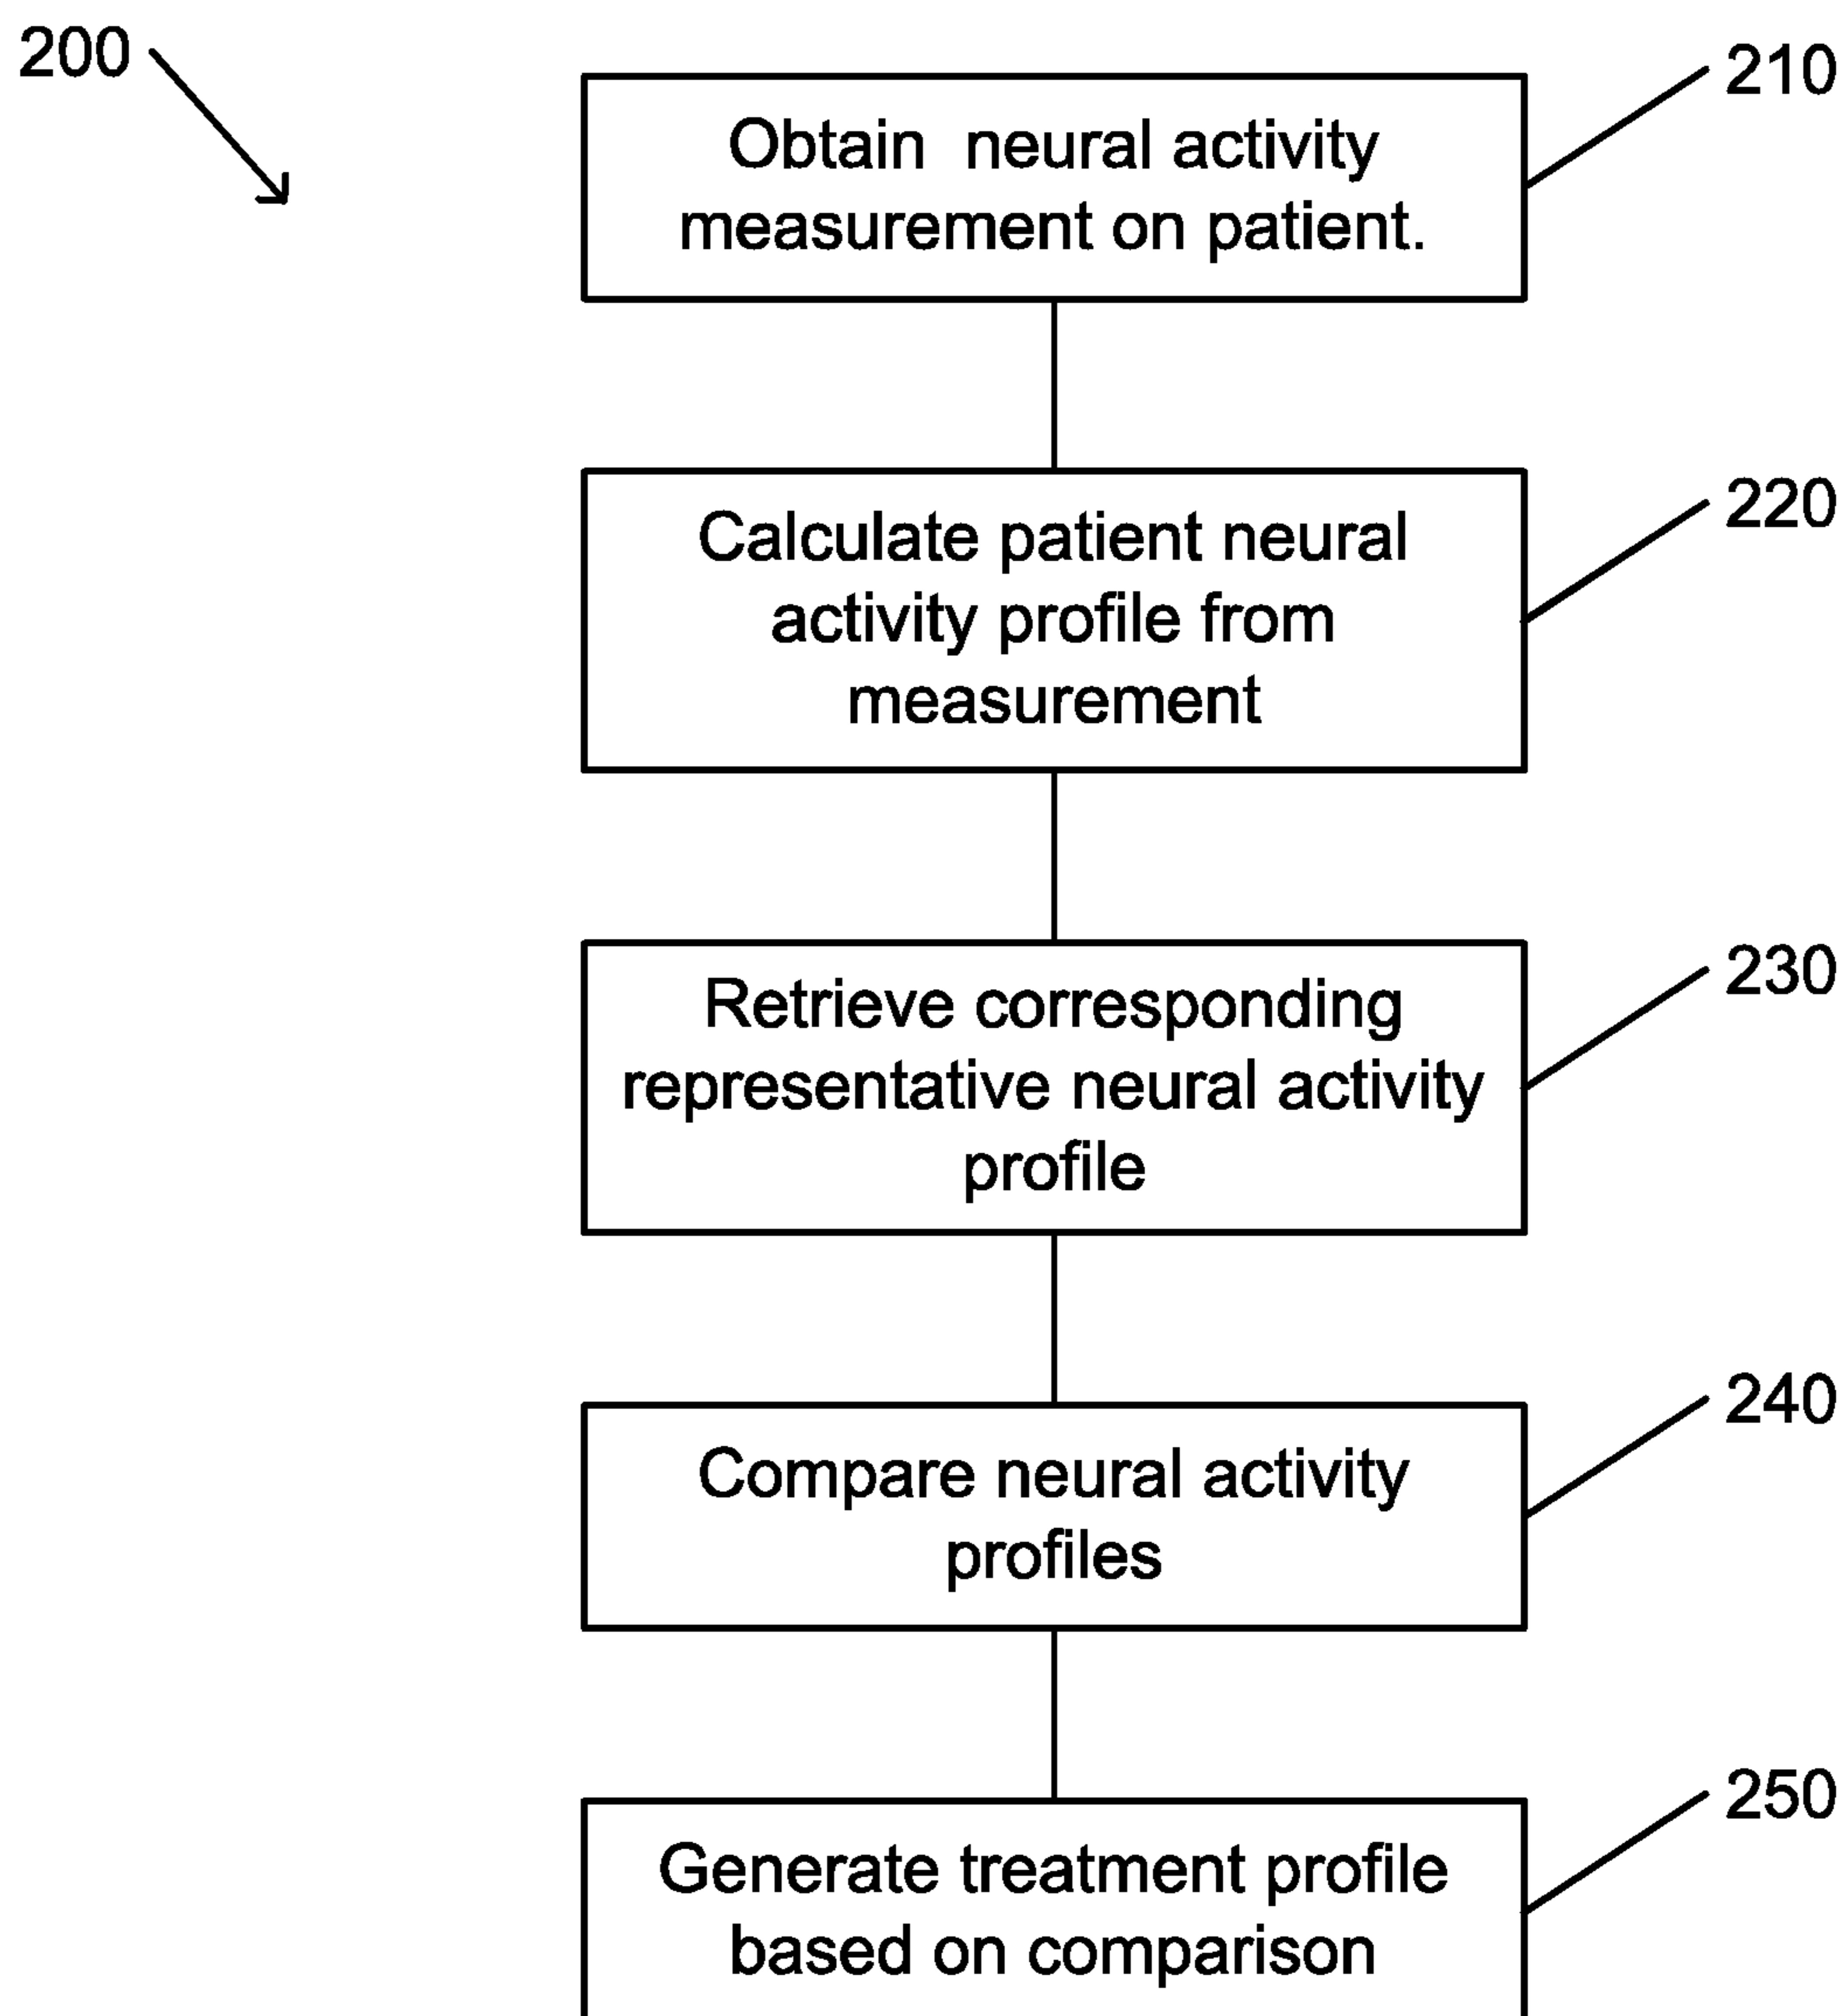 200
210
Obtain  neural activity
measurement on patient.
220
Calculate patient neural
activity profile from
measurement
230
Retrieve corresponding
representative neural activity
profile
240
Compare neural activity
profiles
250
Generate treatment profile
based on comparison